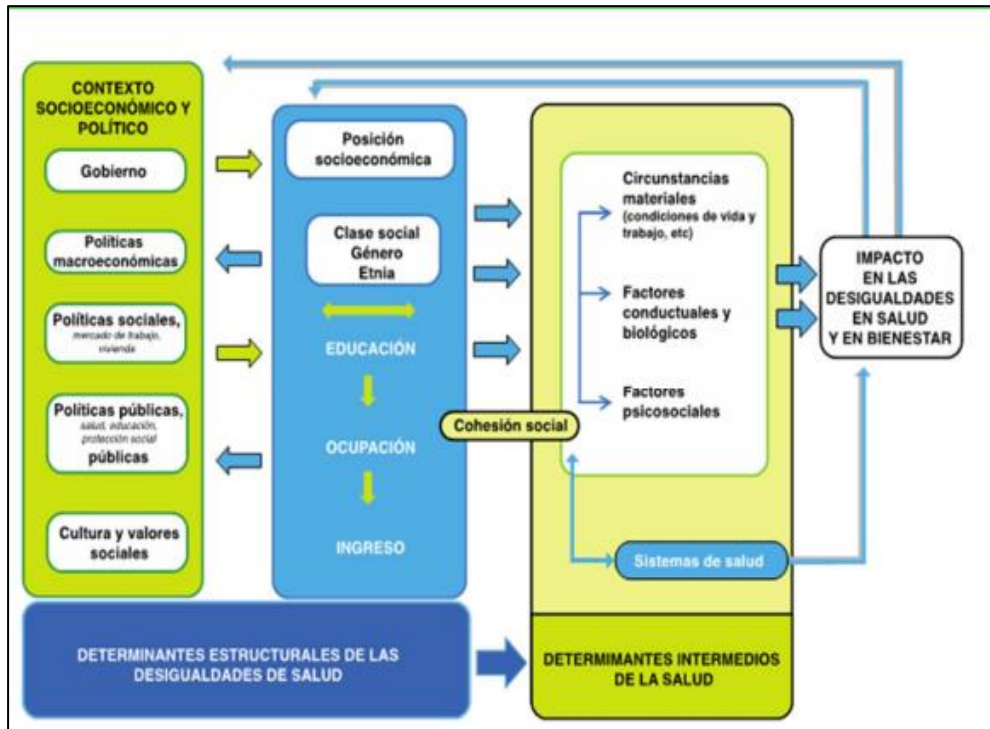 CONTEXTO
SOCIOECONÓMICO Y
POLÍTICO
Gobierno
Políticas
macroeconómicas
Políticas sociales,
mercado de trabajo,
vivienda
Políticas públicas,
salud, educación,
protección social
públicas
Cultura y valores
sociales
Posición
socioeconómica
Clase social
Género
Etnia
EDUCACIÓN
OCUPACIÓN
INGRESO
Cohesión social
Circunstancias
materiales
(condiciones de vida y
trabajo, etc)
Factores
conductuales y
biológicos
Factores
psicosociales
Sistemas de salud
IMPACTO
EN LAS
DESIGUALDADES
EN SALUD
Y EN BIENESTAR
DETERMINANTES ESTRUCTURALES DE LAS
DESIGUALDADES DE SALUD
DETERMIMANTES INTERMEDIOS
DE LA SALUD